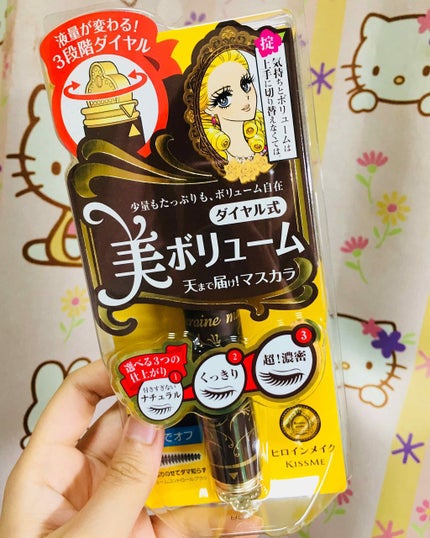 液量が変わる!
3段階ダイヤル
掟
気持ちとボリュームは
上手に切り替えなくては
少量もたっぷりも、ボリューム自在
ダイヤル式
美ボリューム
天まで届け!マスカラ
選べる3つの
仕上がり
1
付きすぎない
ナチュラル
2
くっきり
3
超!濃密
でオフ
ヒロインメイク
KISSME